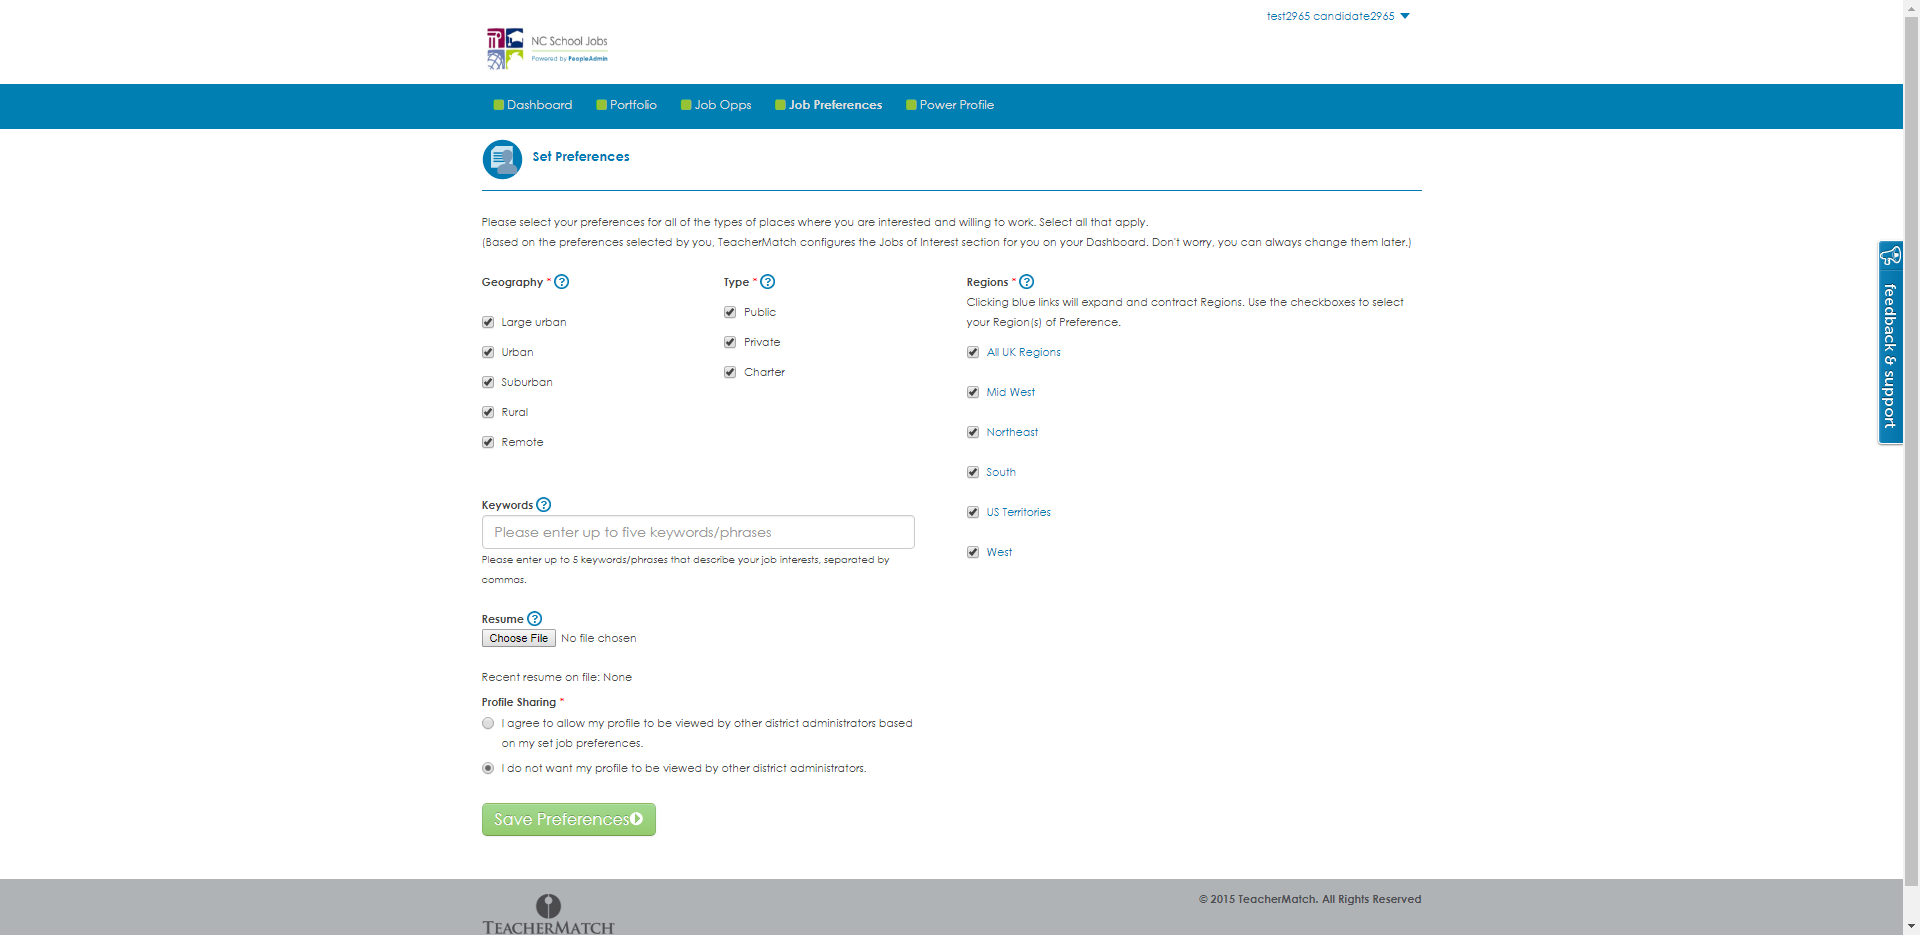 test2965 candidate2965
NC School Jobs
Powered by PeopleAdmin
Dashboard
Portfolio
Job Opps
Job Preferences
Power Profile
Set Preferences
Please select your preferences for all of the types of places where you are interested and willing to work. Select all that apply.
(Based on the preferences selected by you, TeacherMatch configures the Jobs of Interest section for you on your Dashboard. Don't worry, you can always change them later.)
Geography * ?
Large urban
Urban
Suburban
Rural
Remote
Type * ?
Public
Private
Charter
Regions * ?
Clicking blue links will expand and contract Regions. Use the checkboxes to select
your Region(s) of Preference.
All UK Regions
Mid West
Northeast
South
US Territories
West
Keywords ?
Please enter up to five keywords/phrases
Please enter up to 5 keywords/phrases that describe your job interests, separated by
commas.
Resume ?
Choose File No file chosen
Recent resume on file: None
Profile Sharing *
I agree to allow my profile to be viewed by other district administrators based
on my set job preferences.
I do not want my profile to be viewed by other district administrators.
Save Preferences
feedback & support
TEACHERMATCH
© 2015 TeacherMatch. All Rights Reserved